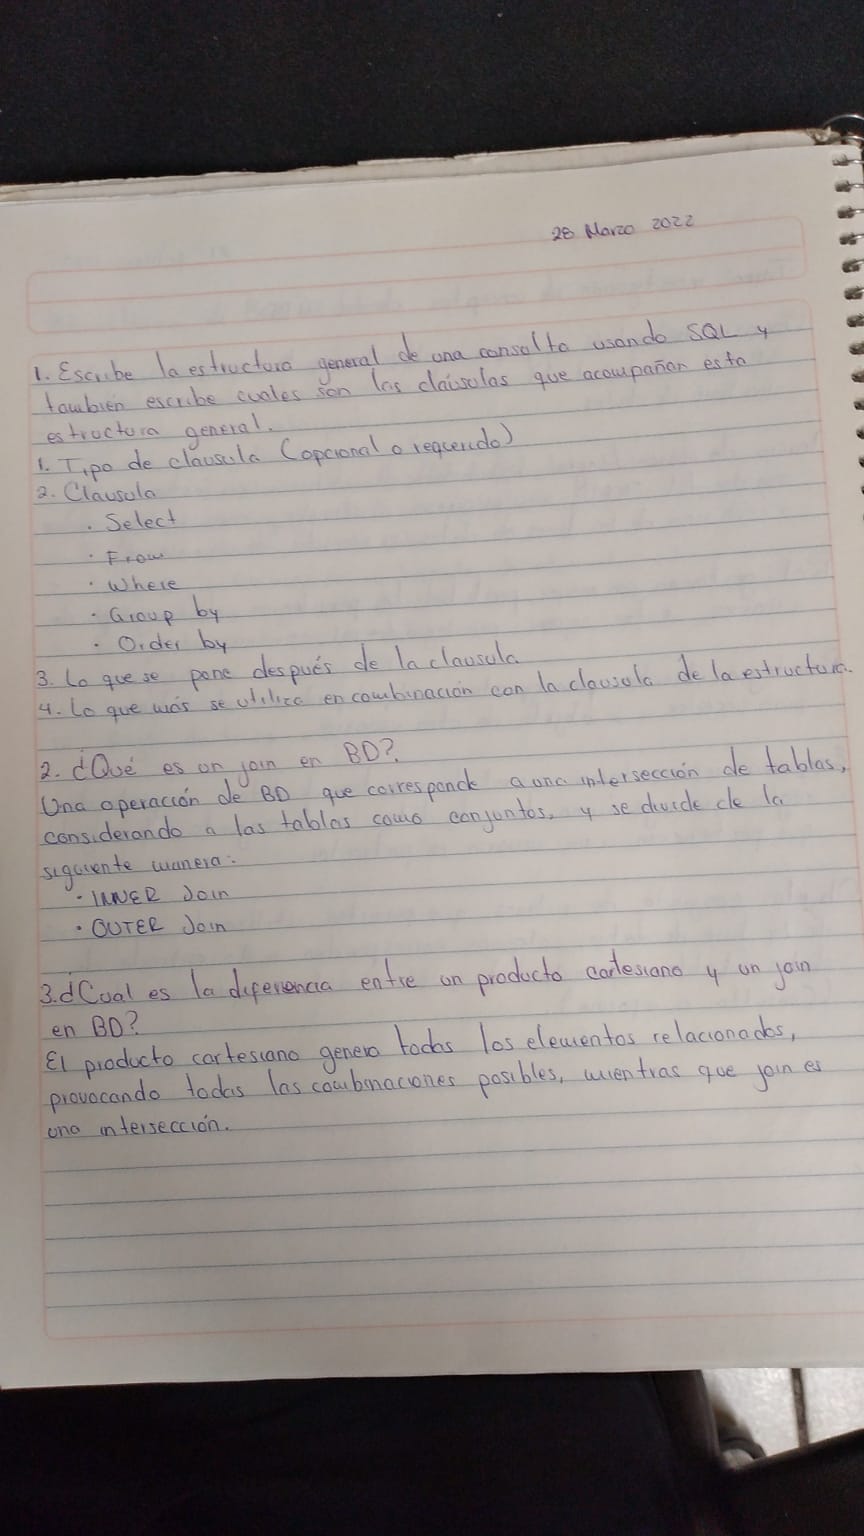 28 Marzo 2022
1. Escribe la estructura general de una consulta usando SQL y
también escribe cuales son las claúsulas que acompañan esta
estructura general.
1. Tipo de claúsula (opcional o requerido)
2. Clausula
· Select
· From
· Where
· Group by
· Order by
3. Lo que se pone después de la clausula
4. Lo que más se utiliza en combinación con la clausula de la estructura.
2. ¿Qué es un join en BD?
Una operación de BD que corresponde a una intersección de tablas,
considerando a las tablas como conjuntos, y se divide de la
siguiente manera:
· INNER Join
· OUTER Join
3. ¿Cual es la diferencia entre un producto cartesiano y un join
en BD?
El producto cartesiano genera todos los elementos relacionados,
provocando todas las combinaciones posibles, mientras que join es
una intersección.